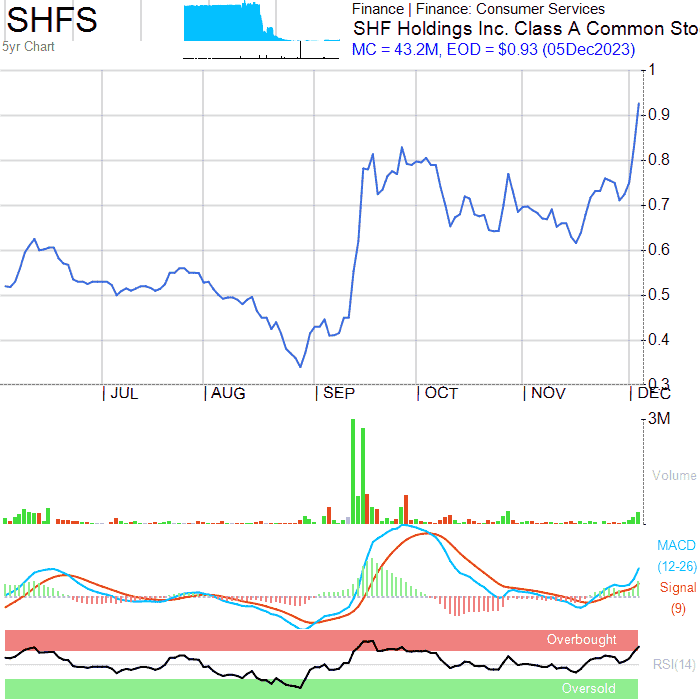 SHFS
5yr Chart
Finance | Finance: Consumer Services
SHF Holdings Inc. Class A Common Sto
MC = 43.2M, EOD = $0.93 (05Dec2023)
1
0.9
0.8
0.7
0.6
0.5
0.4
0.3
| JUL | AUG | SEP | OCT | NOV | DEC
3M
Volume
MACD
(12-26)
Signal
(9)
Overbought
RSI(14)
Oversold